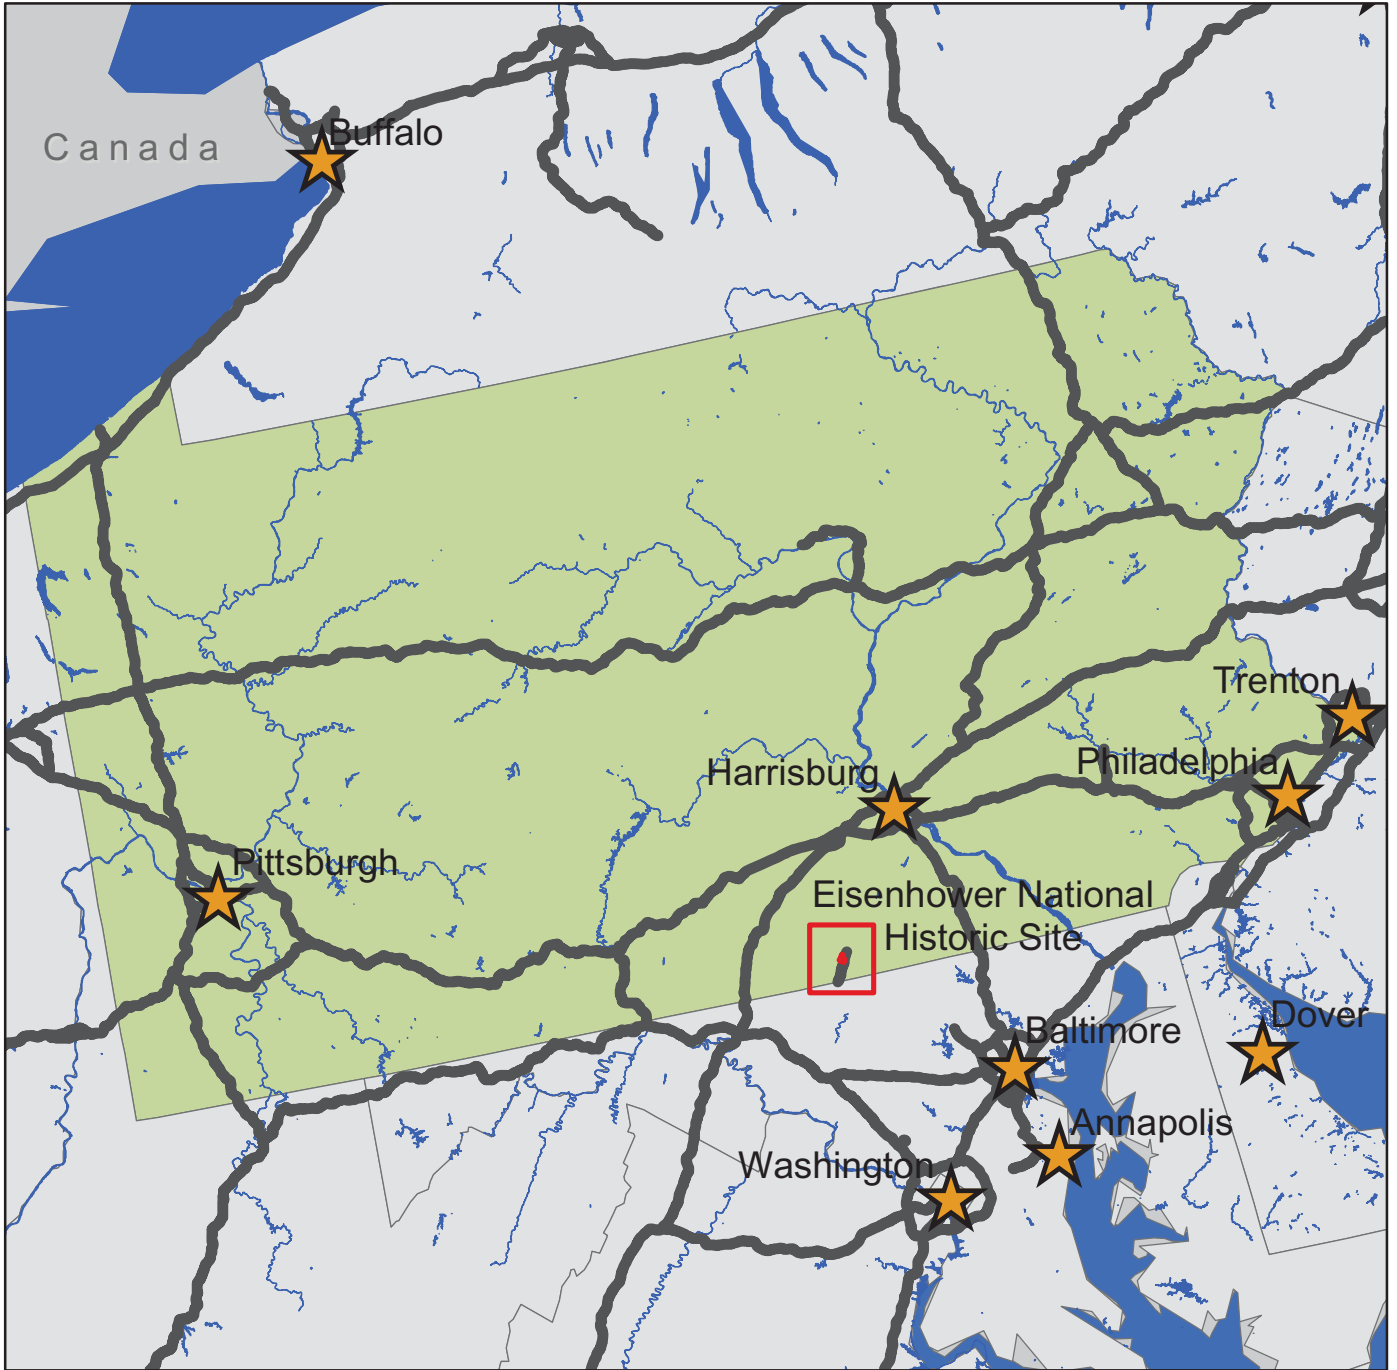 Buffalo
Canada
Trenton
Philadelphia
Harrisburg
Pittsburgh
Eisenhower National
Historic Site
Dover
Baltimore
Annapolis
Washington